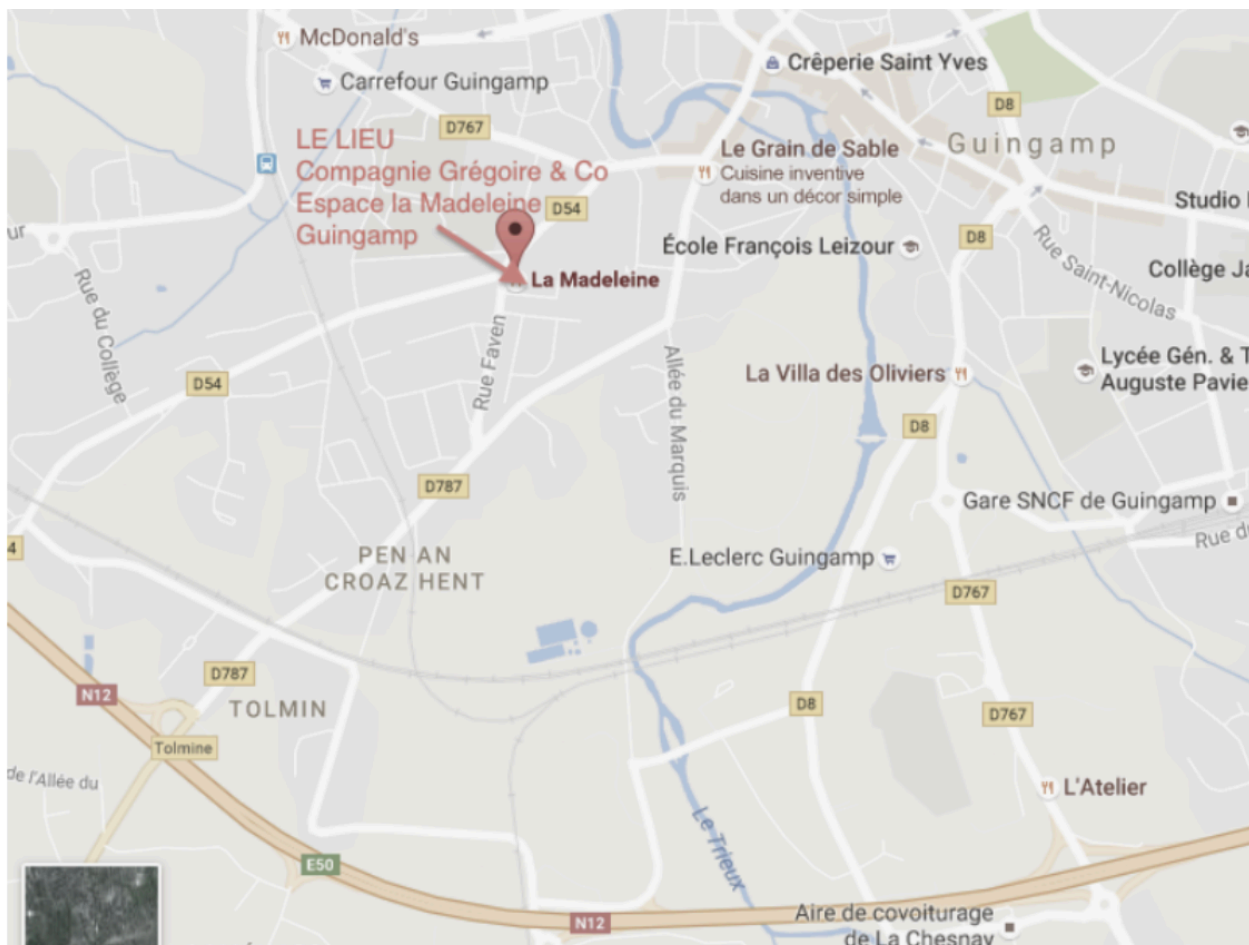 McDonald's
Carrefour Guingamp
Crêperie Saint Yves
D8
D767
Guingamp
LE LIEU
Compagnie Grégoire & Co
Espace la Madeleine
Guingamp
Le Grain de Sable
Cuisine inventive
dans un décor simple
D54
Studio
ur
École François Leizour
D8
Rue Saint-Nicolas
Collège Ja
La Madeleine
Rue du Collège
Rue Faven
Allée du Marquis
D54
La Villa des Oliviers
Lycée Gén. & T
Auguste Pavie
D8
D787
Gare SNCF de Guingamp
Rue du
4
PEN AN
CROAZ HENT
E.Leclerc Guingamp
D767
D787
N12
TOLMIN
D8
D767
Tolmine
de l'Allée du
L'Atelier
Le Trieux
E50
N12
Aire de covoiturage
de La Chesnay